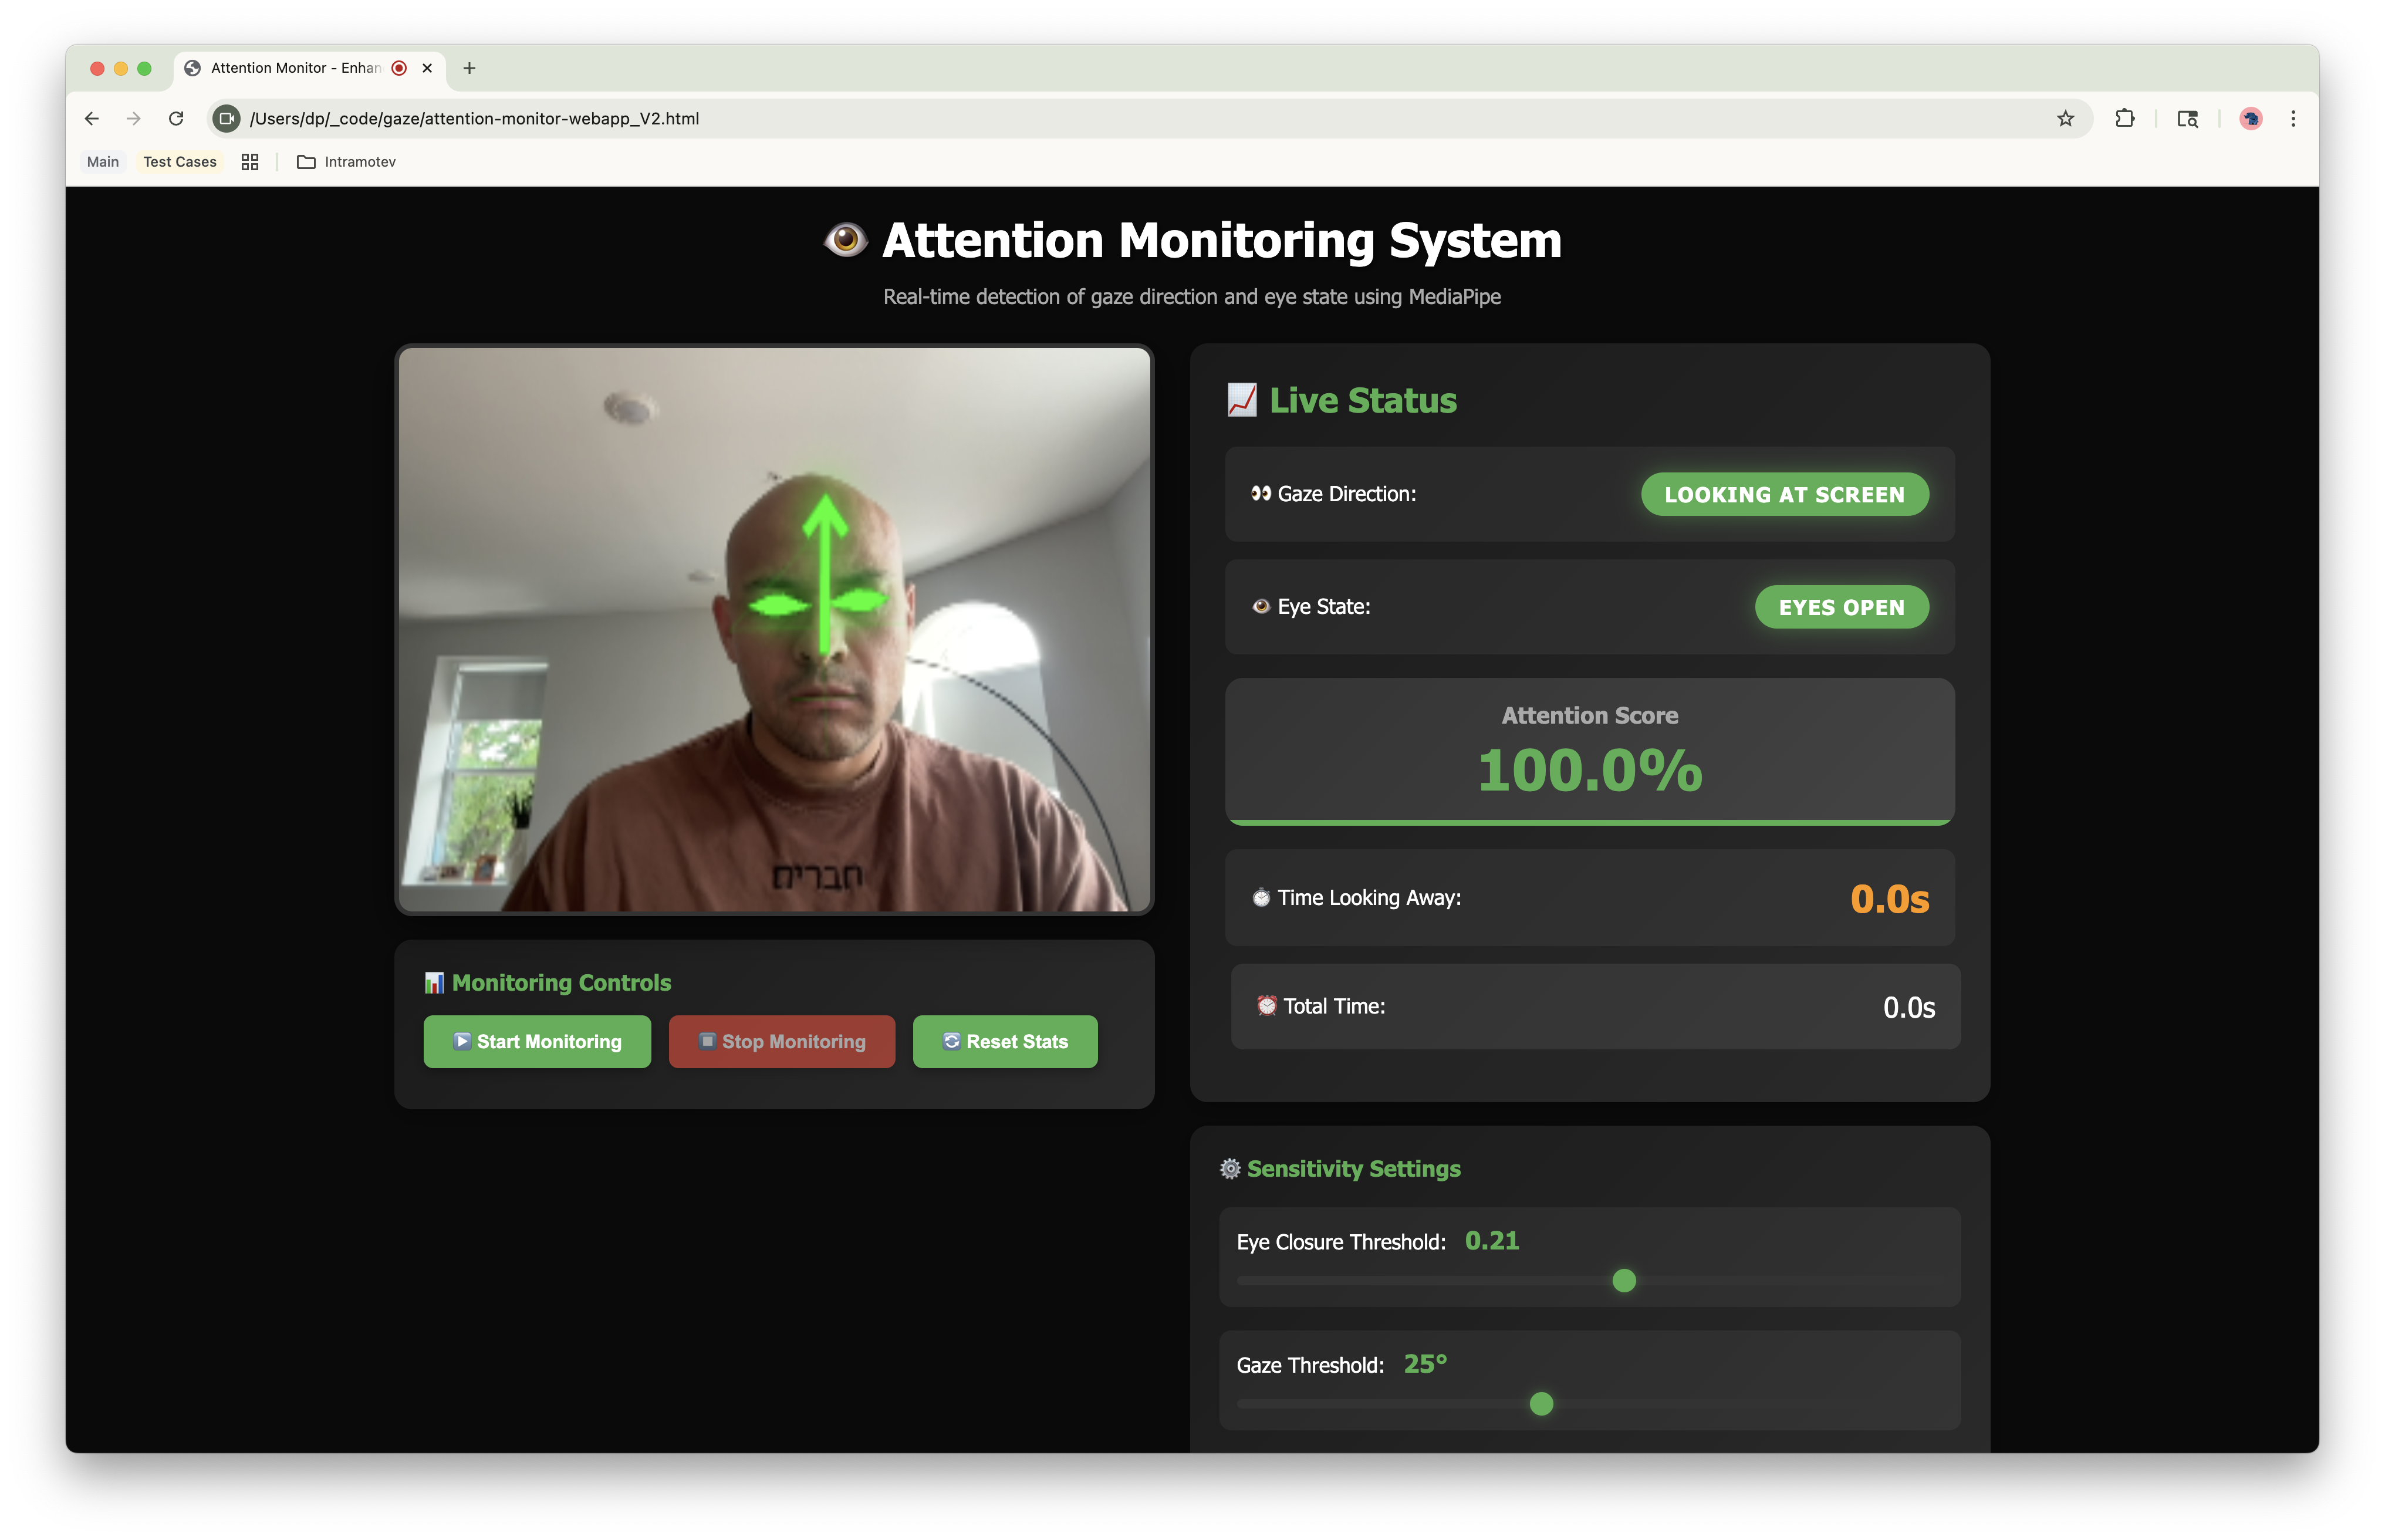 Attention Monitor - Enhan
/Users/dp/_code/gaze/attention-monitor-webapp_V2.html
Main
Test Cases
Intramotev
Attention Monitoring System
Real-time detection of gaze direction and eye state using MediaPipe
חברים
Monitoring Controls
Start Monitoring
Stop Monitoring
Reset Stats
Live Status
Gaze Direction:
LOOKING AT SCREEN
Eye State:
EYES OPEN
Attention Score
100.0%
Time Looking Away:
0.0s
Total Time:
0.0s
Sensitivity Settings
Eye Closure Threshold: 0.21
Gaze Threshold: 25°